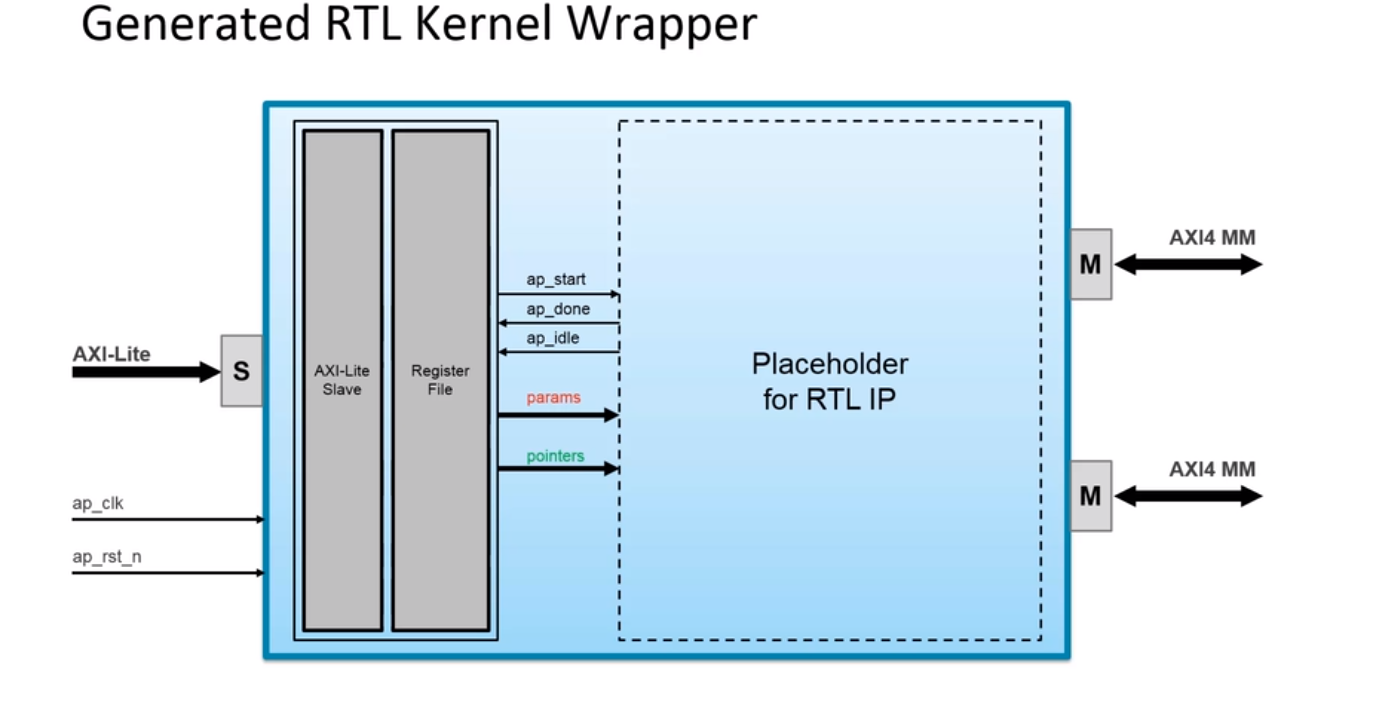 Generated RTL Kernel Wrapper
AXI4 MM
M
ap_start
ap_done
ap_idle
AXI-Lite
S
AXI-Lite
Slave
Register
File
Placeholder
for RTL IP
params
pointers
AXI4 MM
M
ap_clk
ap_rst_n